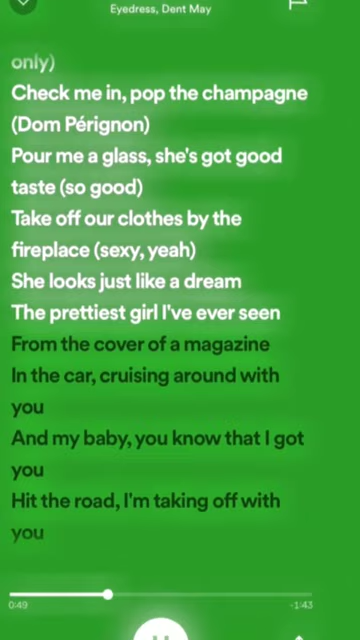 Eyedress, Dent May
only)
Check me in, pop the champagne
(Dom Pérignon)
Pour me a glass, she's got good
taste (so good)
Take off our clothes by the
fireplace (sexy, yeah)
She looks just like a dream
The prettiest girl I've ever seen
From the cover of a magazine
In the car, cruising around with
you
And my baby, you know that I got
you
Hit the road, I'm taking off with
you
0:49 -1:43